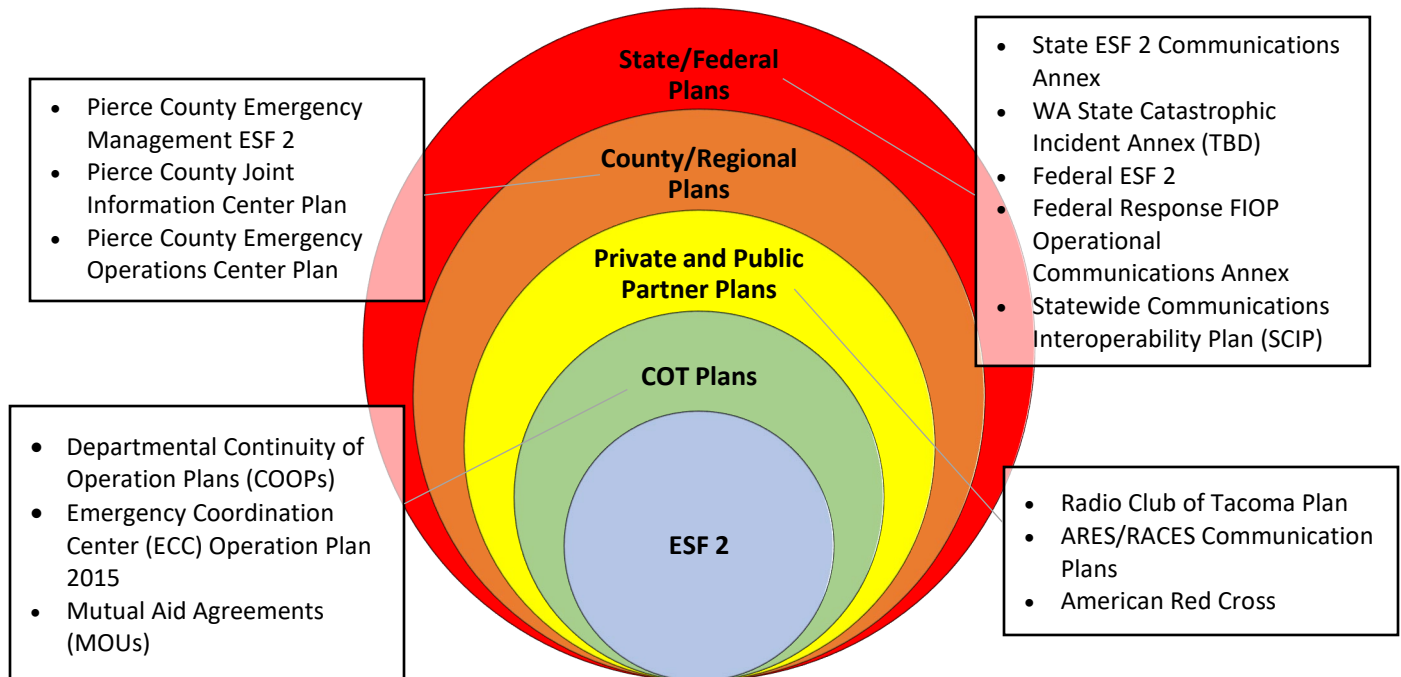 State/Federal
Plans
County/Regional
Plans
Private and Public
Partner Plans
COT Plans
ESF 2
• Pierce County Emergency
Management ESF 2
• Pierce County Joint
Information Center Plan
• Pierce County Emergency
Operations Center Plan
• State ESF 2 Communications
Annex
• WA State Catastrophic
Incident Annex (TBD)
• Federal ESF 2
• Federal Response FIOP
Operational
Communications Annex
• Statewide Communications
Interoperability Plan (SCIP)
• Departmental Continuity of
Operation Plans (COOPs)
• Emergency Coordination
Center (ECC) Operation Plan
2015
• Mutual Aid Agreements
(MOUs)
• Radio Club of Tacoma Plan
• ARES/RACES Communication
Plans
• American Red Cross